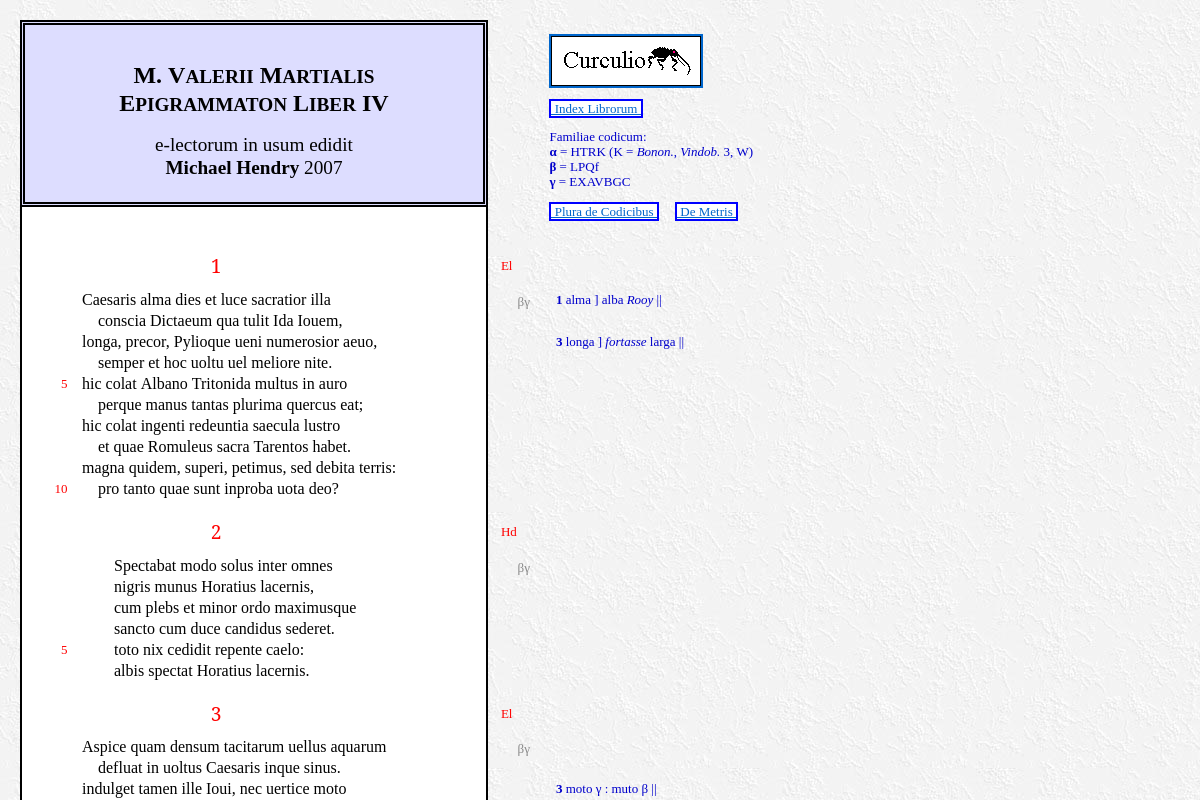 M. VALERII MARTIALIS
EPIGRAMMATON LIBER IV
e-lectorum in usum edidit
Michael Hendry 2007
Curculio
Index Librorum
Familiae codicum:
α = HTRK (K = Bonon., Vindob. 3, W)
β = LPQf
γ = EXAVBGC
Plura de Codicibus De Metris
1 El
Caesaris alma dies et luce sacratior illa βγ 1 alma ] alba Rooy ||
conscia Dictaeum qua tulit Ida Iouem,
longa, precor, Pylioque ueni numerosior aeuo, 3 longa ] fortasse larga ||
semper et hoc uoltu uel meliore nite.
5 hic colat Albano Tritonida multus in auro
perque manus tantas plurima quercus eat;
hic colat ingenti redeuntia saecula lustro
et quae Romuleus sacra Tarentos habet.
magna quidem, superi, petimus, sed debita terris:
10 pro tanto quae sunt inproba uota deo?
2 Hd
Spectabat modo solus inter omnes βγ
nigris munus Horatius lacernis,
cum plebs et minor ordo maximusque
sancto cum duce candidus sederet.
5 toto nix cedidit repente caelo:
albis spectat Horatius lacernis.
3 El
Aspice quam densum tacitarum uellus aquarum βγ
defluat in uoltus Caesaris inque sinus.
indulget tamen ille Ioui, nec uertice moto 3 moto γ : muto β ||